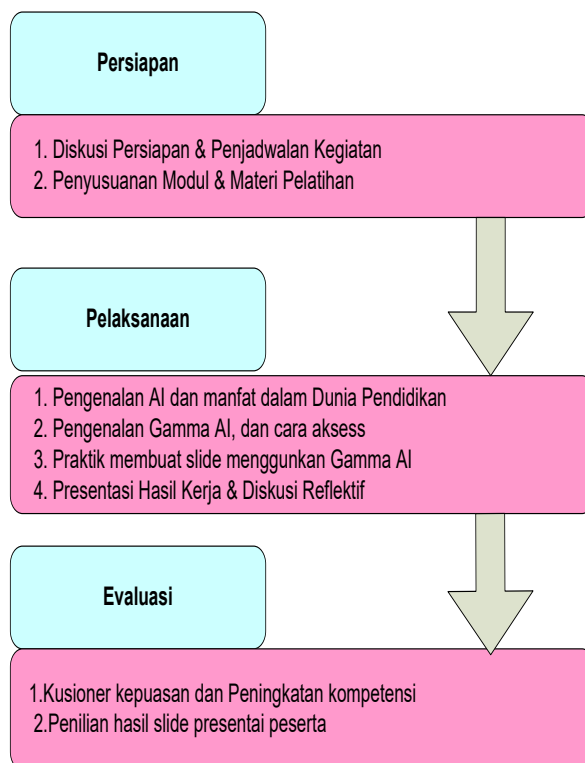 Persiapan
1. Diskusi Persiapan & Penjadwalan Kegiatan
2. Penyusuanan Modul & Materi Pelatihan
Pelaksanaan
1. Pengenalan AI dan manfat dalam Dunia Pendidikan
2. Pengenalan Gamma AI, dan cara aksess
3. Praktik membuat slide menggunkan Gamma AI
4. Presentasi Hasil Kerja & Diskusi Reflektif
Evaluasi
1.Kusioner kepuasan dan Peningkatan kompetensi
2.Penilian hasil slide presentai peserta